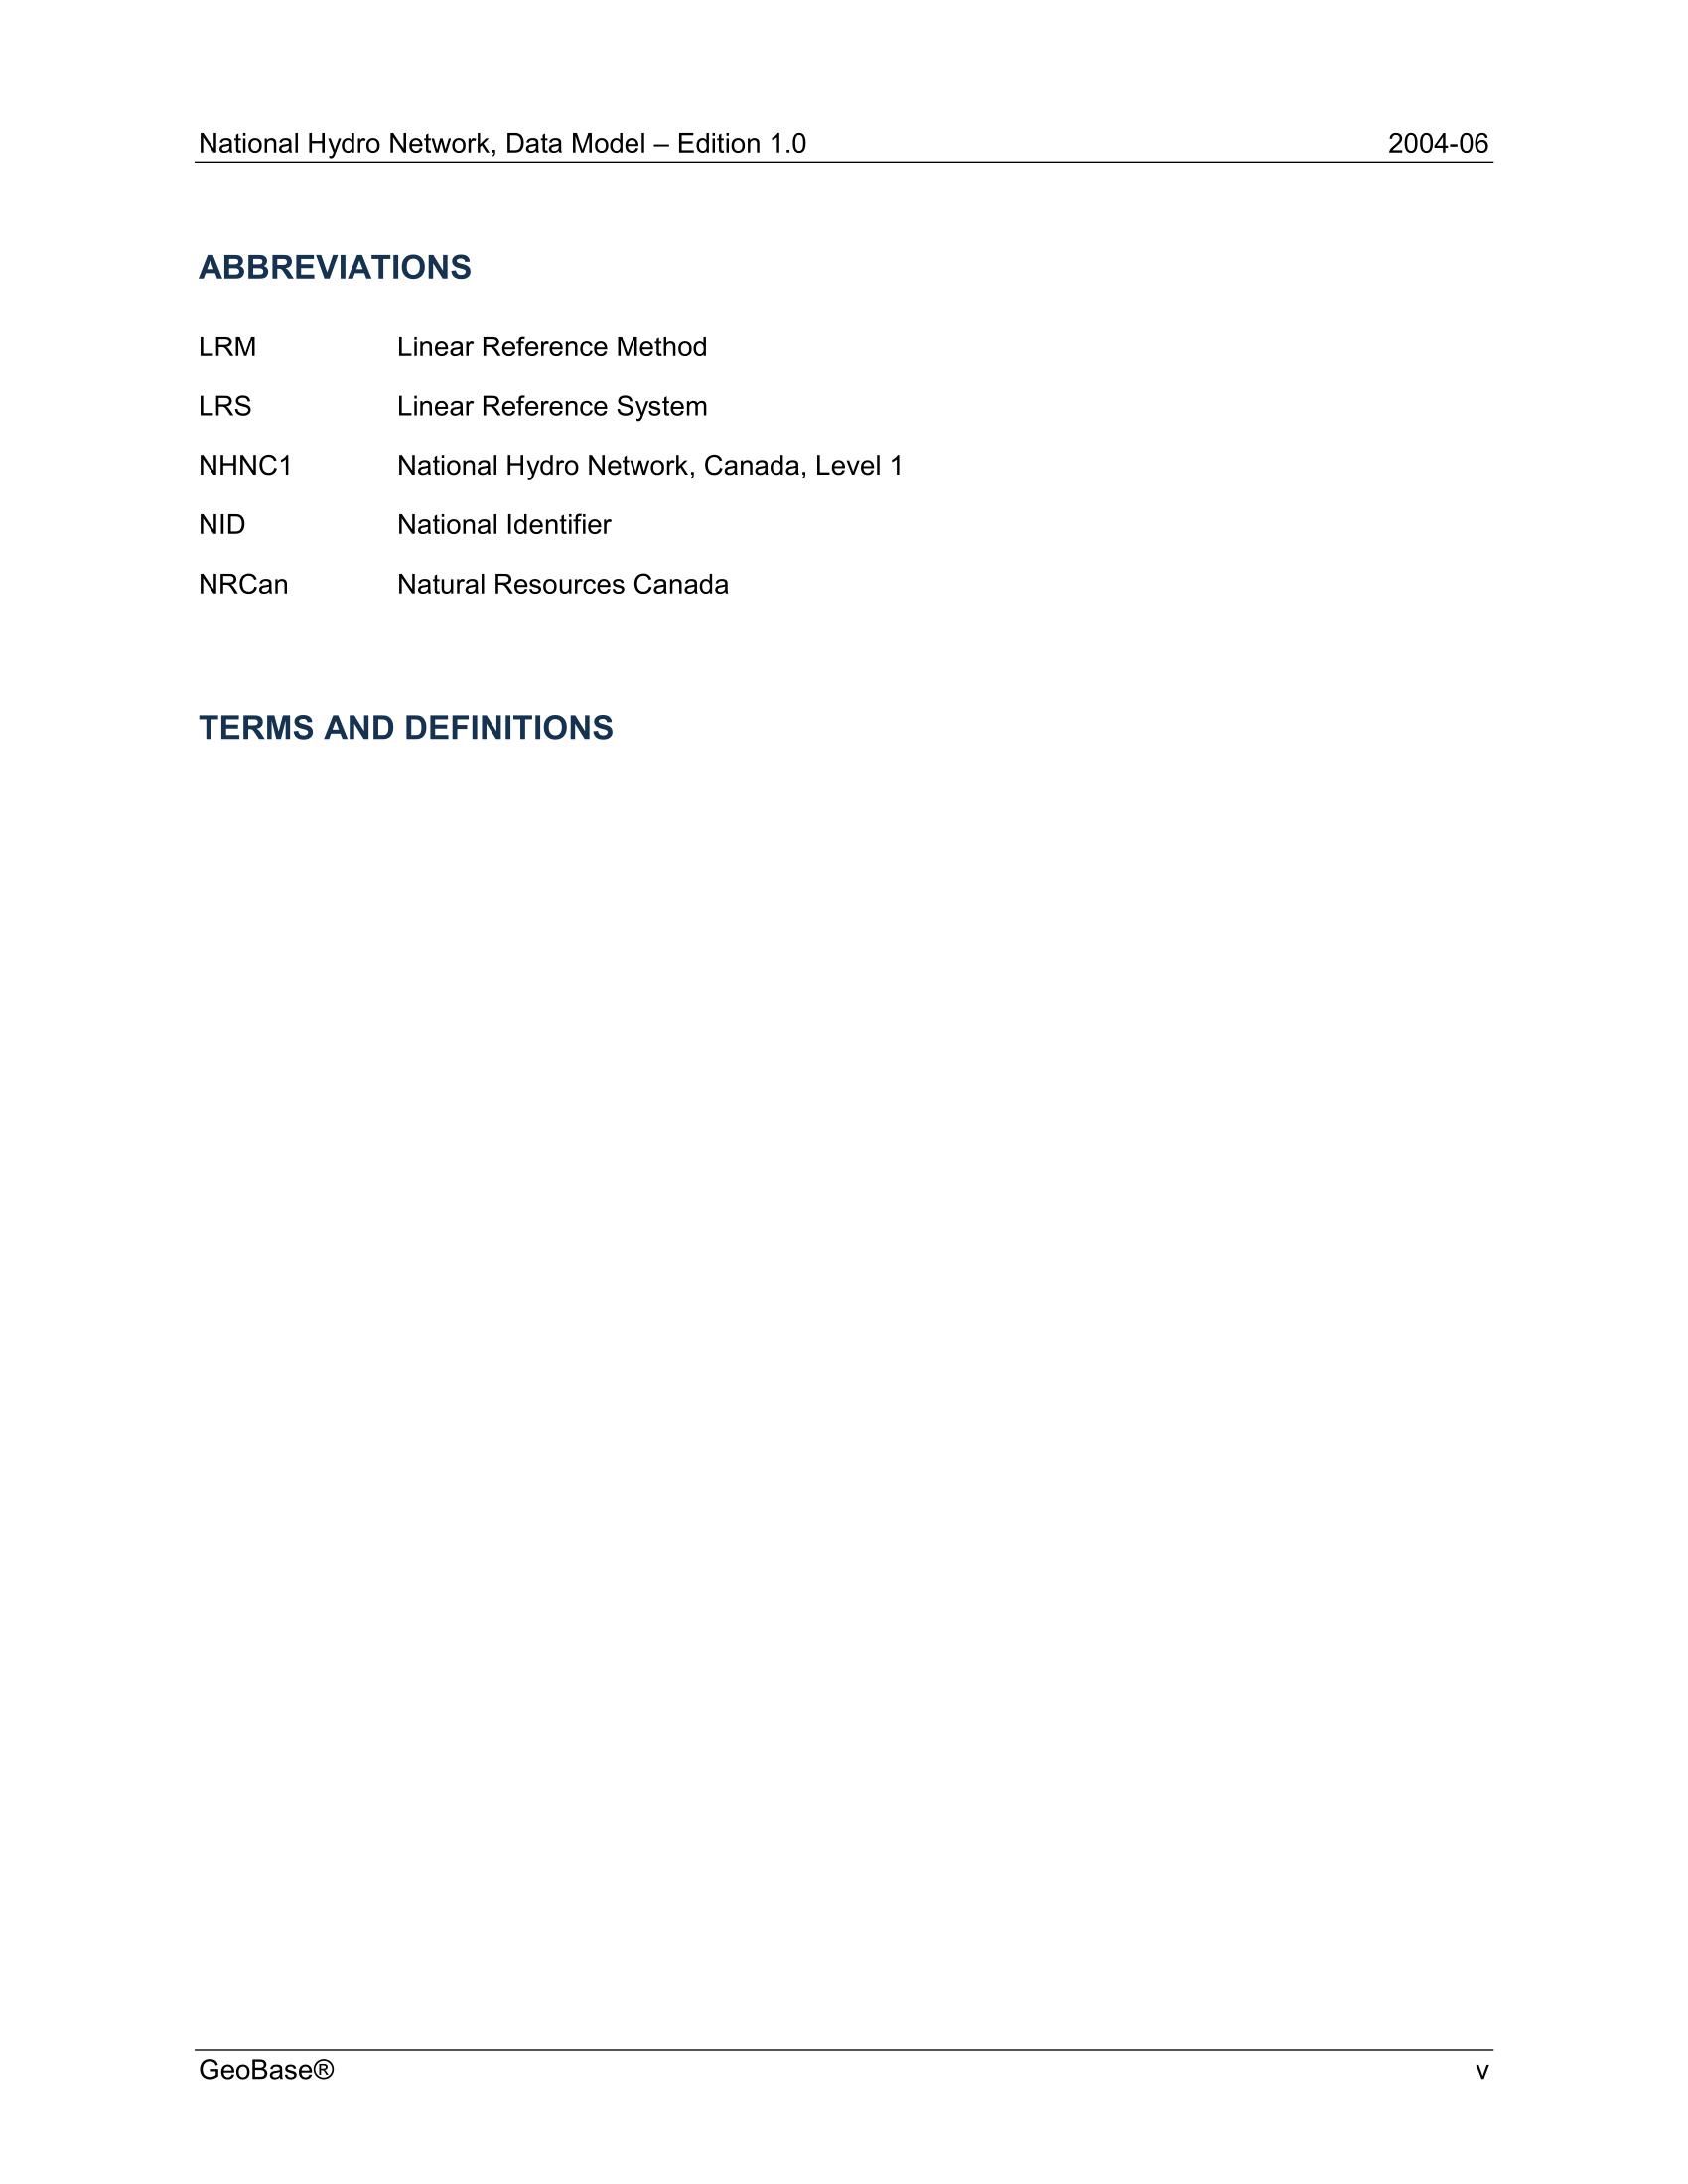 National Hydro Network, Data Model – Edition 1.0 2004-06
ABBREVIATIONS
LRM Linear Reference Method
LRS Linear Reference System
NHNC1 National Hydro Network, Canada, Level 1
NID National Identifier
NRCan Natural Resources Canada
TERMS AND DEFINITIONS
GeoBase® v